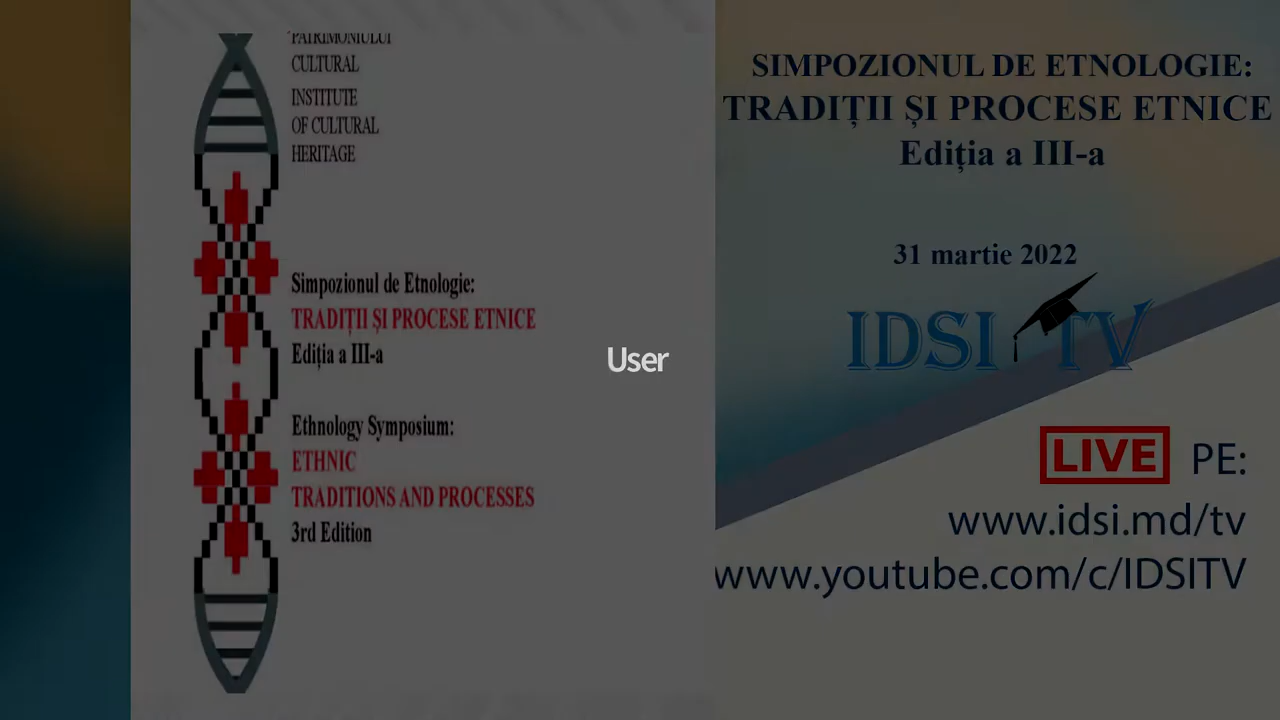 PATRIMONIULUI
CULTURAL
INSTITUTE
OF CULTURAL
HERITAGE
Simpozionul de Etnologie:
TRADIȚII ȘI PROCESE ETNICE
Ediția a III-a
Ethnology Symposium:
ETHNIC
TRADITIONS AND PROCESSES
3rd Edition
User
SIMPOZIONUL DE ETNOLOGIE:
TRADIȚII ȘI PROCESE ETNICE
Ediția a III-a
31 martie 2022
IDSI TV
LIVE PE:
www.idsi.md/tv
www.youtube.com/c/IDSITV